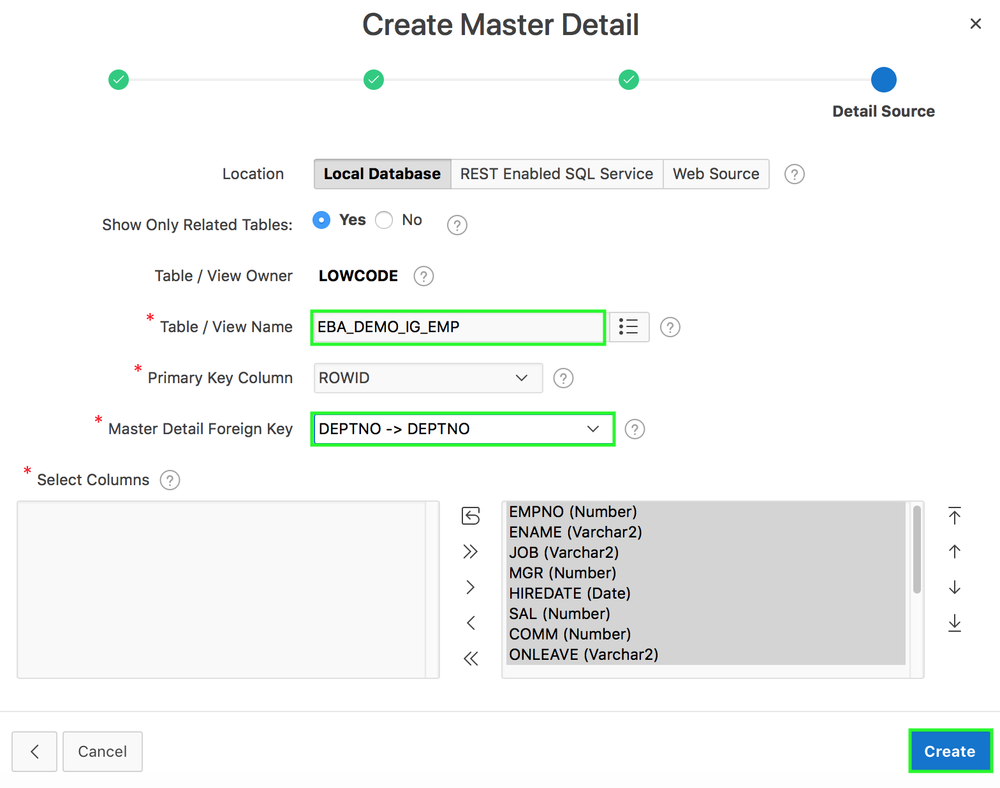 Create Master Detail
Detail Source
Location
Local Database
REST Enabled SQL Service
Web Source
?
Show Only Related Tables:
Yes
No
?
Table / View Owner
LOWCODE
?
* Table / View Name
EBA_DEMO_IG_EMP
?
* Primary Key Column
ROWID
?
* Master Detail Foreign Key
DEPTNO -> DEPTNO
?
* Select Columns
?
EMPNO (Number)
ENAME (Varchar2)
JOB (Varchar2)
MGR (Number)
HIREDATE (Date)
SAL (Number)
COMM (Number)
ONLEAVE (Varchar2)
Cancel
Create